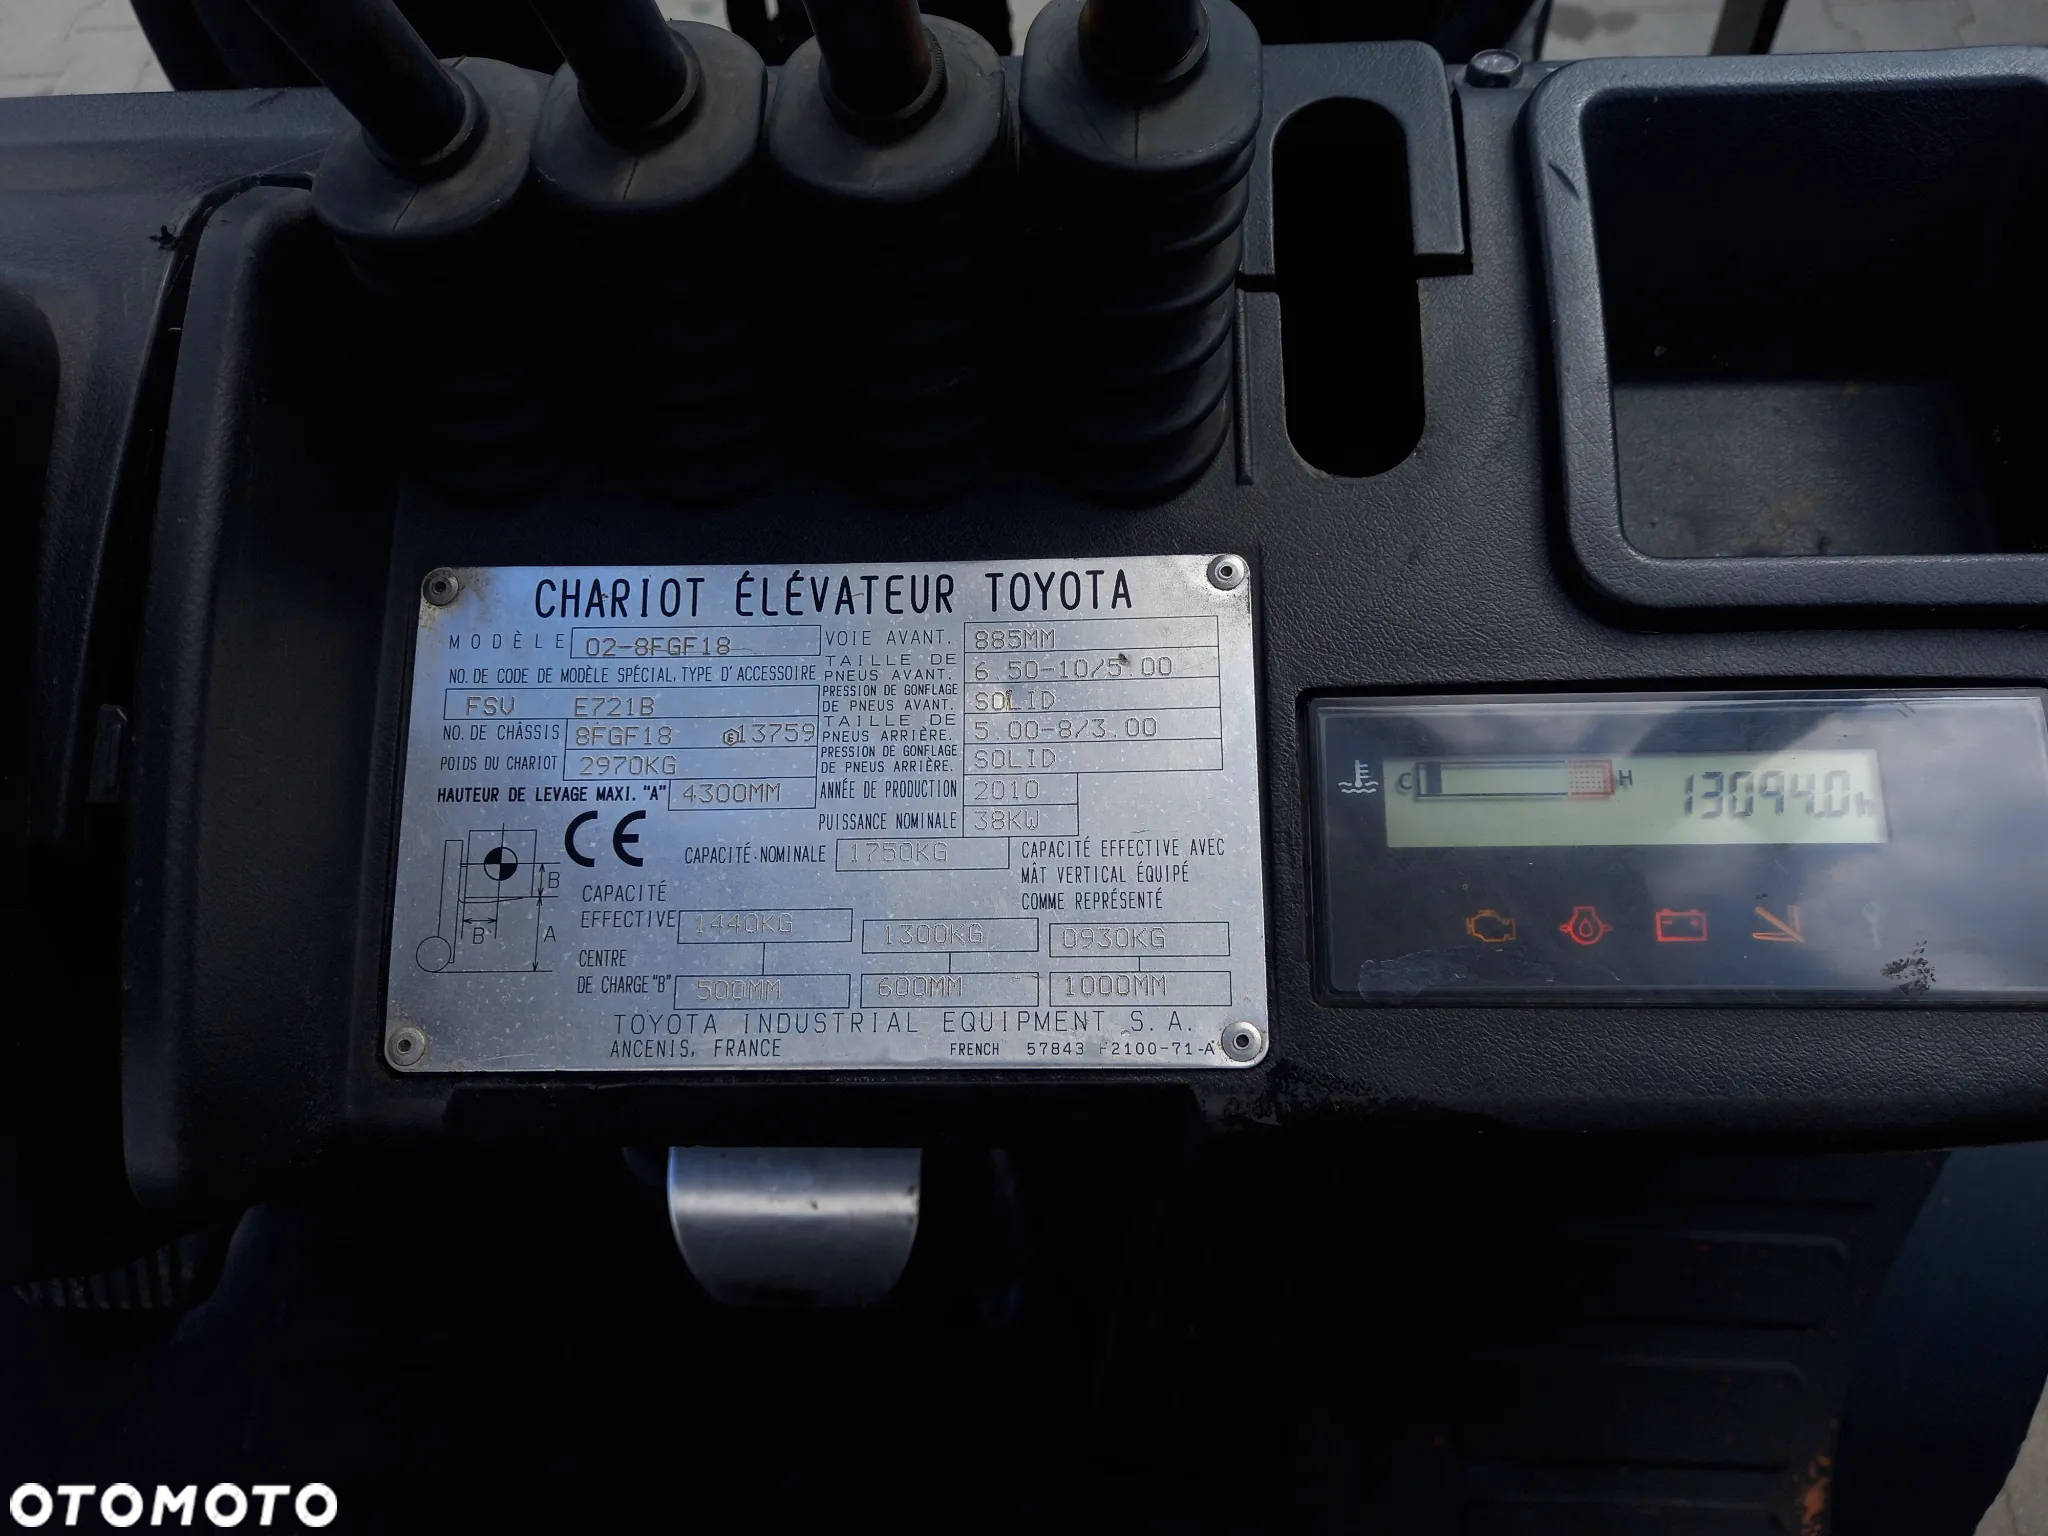 CHARIOT ÉLÉVATEUR TOYOTA
MODÈLE 02-8FGF18
NO. DE CODE DE MODÈLE SPÉCIAL, TYPE D'ACCESSOIRE
FSV E721B
NO. DE CHÂSSIS 8FGF18 E13759
POIDS DU CHARIOT 2970KG
HAUTEUR DE LEVAGE MAXI. "A" 4300MM
VOIE AVANT. 885MM
TAILLE DE PNEUS AVANT. 6.50-10/5.00
PRESSION DE GONFLAGE DE PNEUS AVANT. SOLID
TAILLE DE PNEUS ARRIÈRE. 5.00-8/3.00
PRESSION DE GONFLAGE DE PNEUS ARRIÈRE. SOLID
ANNÉE DE PRODUCTION 2010
PUISSANCE NOMINALE 38KW
CE
CAPACITÉ NOMINALE 1750KG
CAPACITÉ EFFECTIVE AVEC
MÂT VERTICAL ÉQUIPÉ
COMME REPRÉSENTÉ
B
B
A
CAPACITÉ
EFFECTIVE 1440KG 1300KG 0930KG
CENTRE
DE CHARGE "B" 500MM 600MM 1000MM
TOYOTA INDUSTRIAL EQUIPMENT S. A.
ANCENIS, FRANCE FRENCH 57843 F2100-71-A
C H 13094.0h
OTOMOTO